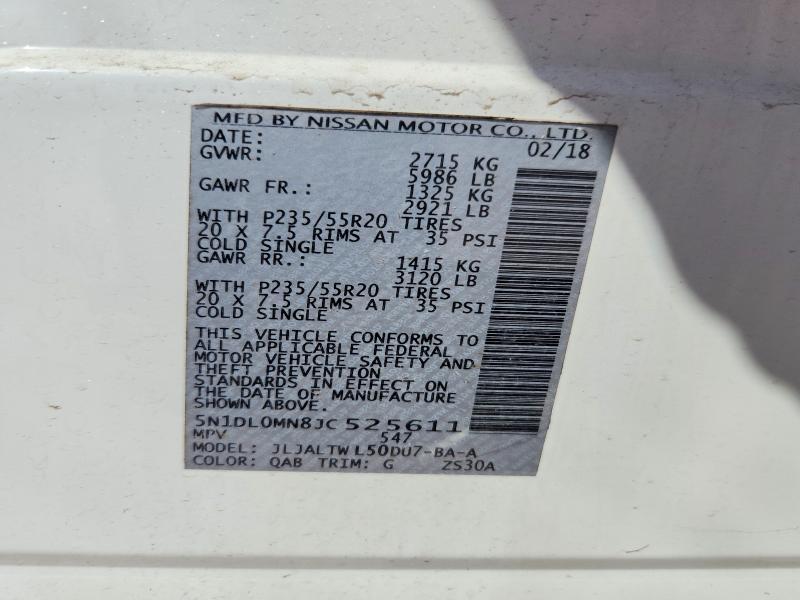 MFD BY NISSAN MOTOR CO., LTD.
DATE: 02/18
GVWR: 2715 KG
5986 LB
GAWR FR.: 1325 KG
2921 LB
WITH P235/55R20 TIRES
20 X 7.5 RIMS AT 35 PSI
COLD SINGLE
GAWR RR.: 1415 KG
3120 LB
WITH P235/55R20 TIRES
20 X 7.5 RIMS AT 35 PSI
COLD SINGLE
THIS VEHICLE CONFORMS TO
ALL APPLICABLE FEDERAL
MOTOR VEHICLE SAFETY AND
THEFT PREVENTION
STANDARDS IN EFFECT ON
THE DATE OF MANUFACTURE
SHOWN ABOVE.
5N1DL0MN8JC 525611
MPV 547
MODEL: JLJALTW L50DU7-BA-A
COLOR: QAB TRIM: G ZS30A